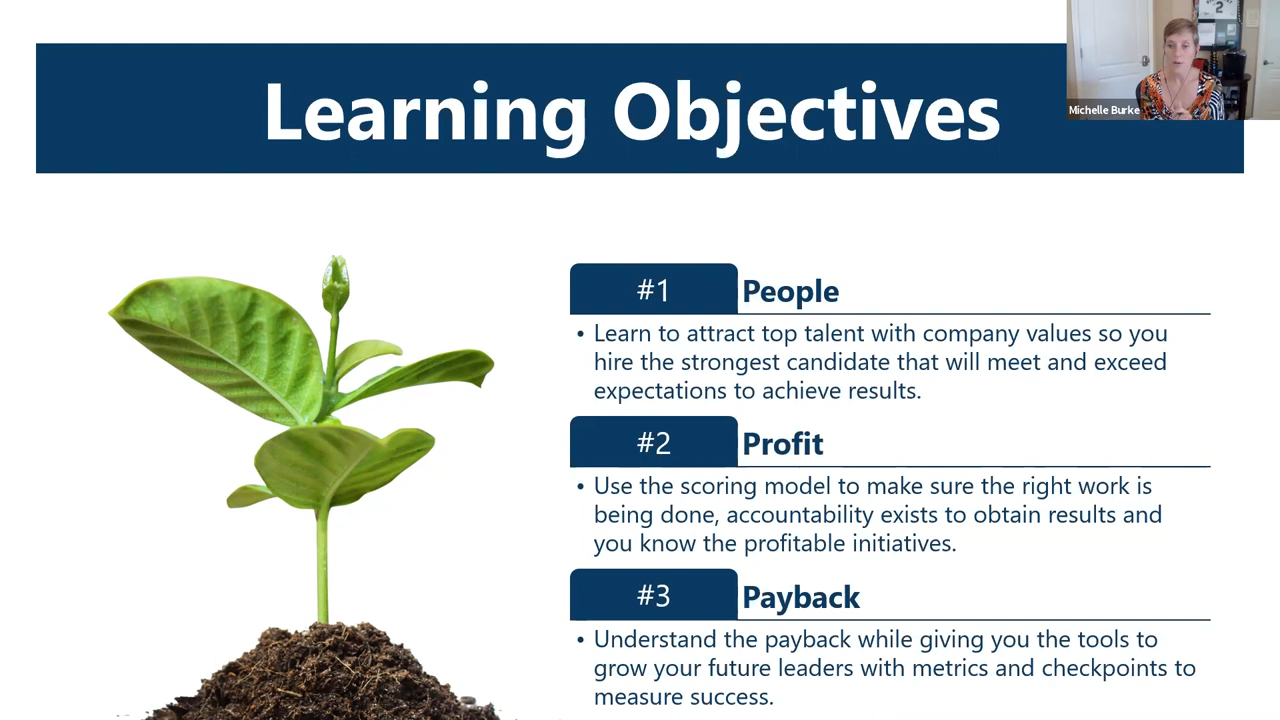 Learning Objectives
2
Michelle Burke
#1 People
• Learn to attract top talent with company values so you
hire the strongest candidate that will meet and exceed
expectations to achieve results.
#2 Profit
• Use the scoring model to make sure the right work is
being done, accountability exists to obtain results and
you know the profitable initiatives.
#3 Payback
• Understand the payback while giving you the tools to
grow your future leaders with metrics and checkpoints to
measure success.